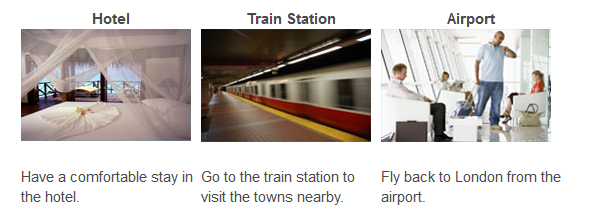 Hotel
Train Station
Airport
Have a comfortable stay in
the hotel.
Go to the train station to
visit the towns nearby.
Fly back to London from the
airport.